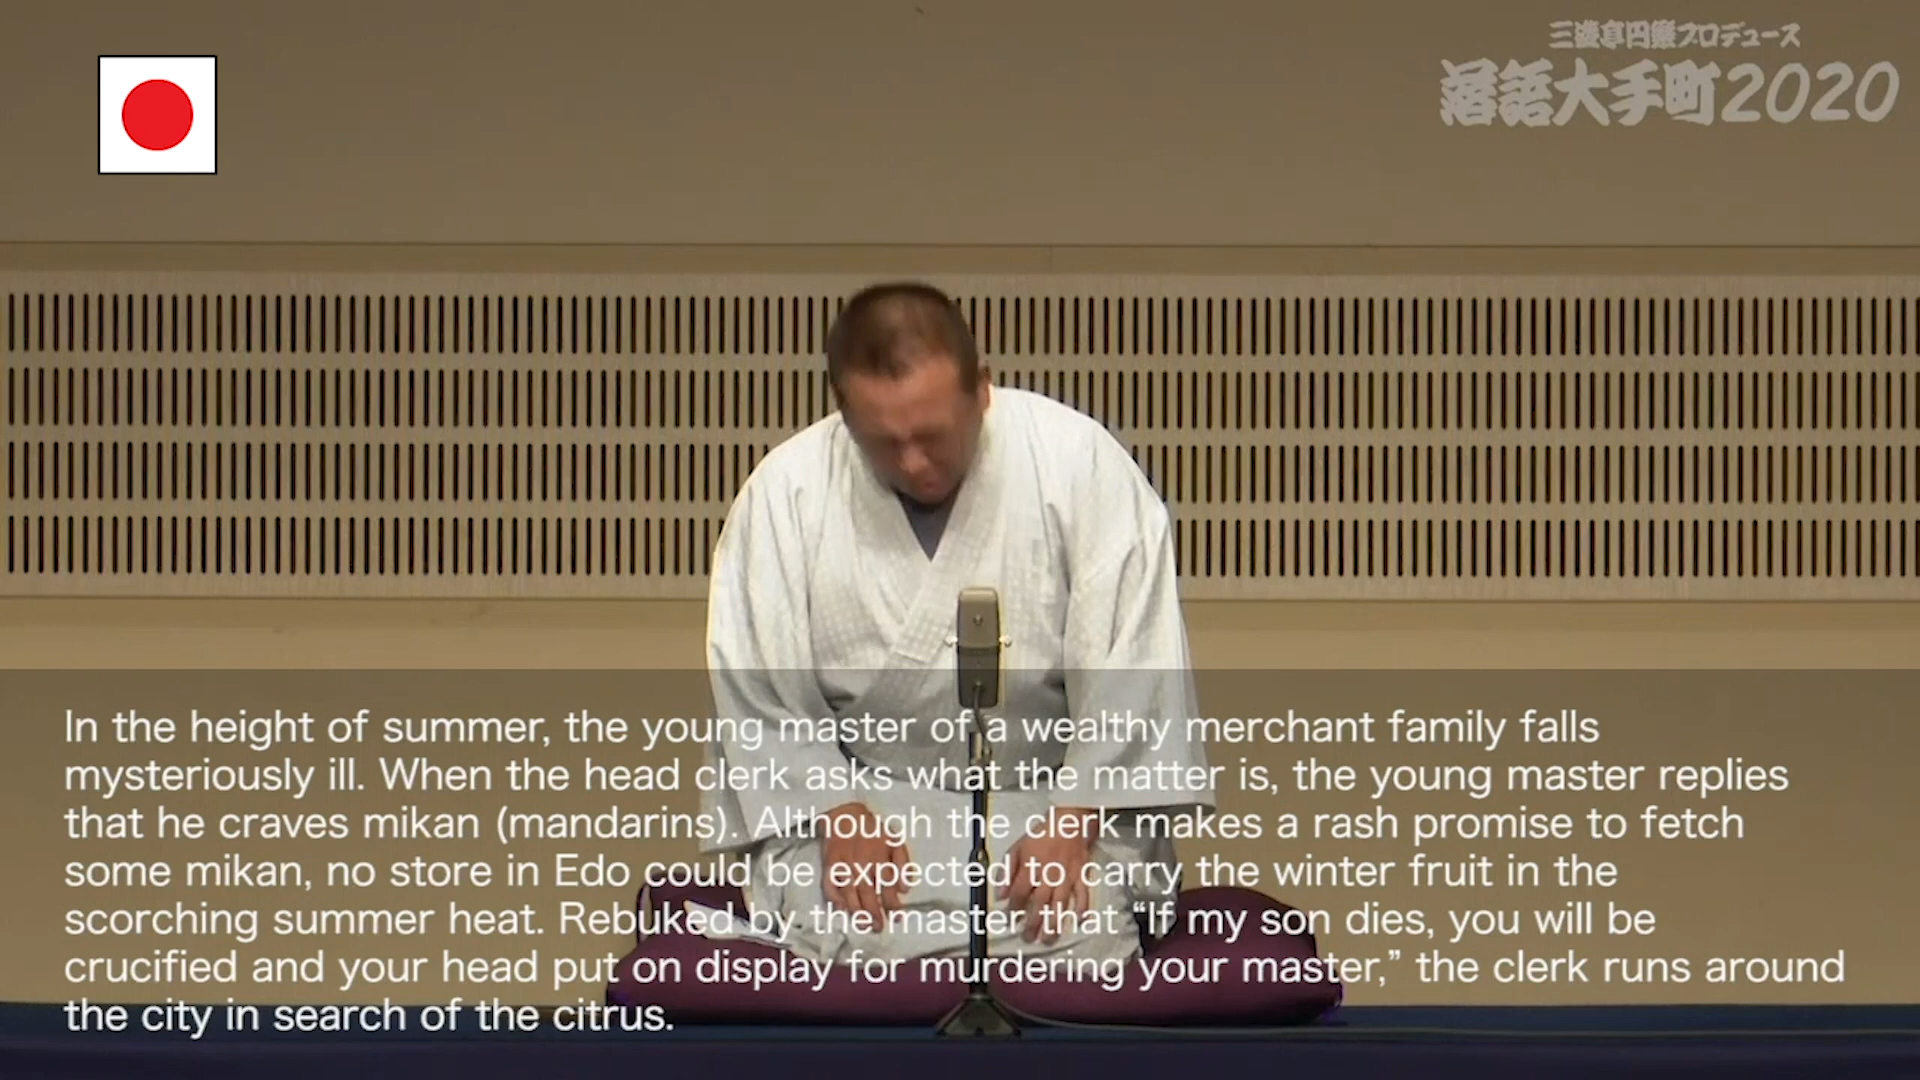 三遊亭円楽プロデュース
落語大手町2020
In the height of summer, the young master of a wealthy merchant family falls
mysteriously ill. When the head clerk asks what the matter is, the young master replies
that he craves mikan (mandarins). Although the clerk makes a rash promise to fetch
some mikan, no store in Edo could be expected to carry the winter fruit in the
scorching summer heat. Rebuked by the master that “If my son dies, you will be
crucified and your head put on display for murdering your master,” the clerk runs around
the city in search of the citrus.